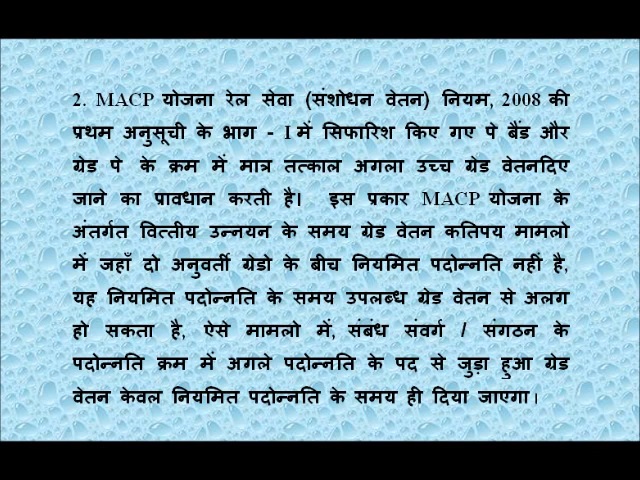 2. MACP योजना रेल सेवा (संशोधन वेतन) नियम, 2008 की
प्रथम अनुसूची के भाग - I में सिफारिश किए गए पे बैंड और
ग्रेड पे के क्रम में मात्र तत्काल अगला उच्च ग्रेड वेतनदिए
जाने का प्रावधान करती है। इस प्रकार MACP योजना के
अंतर्गत वित्तीय उन्नयन के समय ग्रेड वेतन कतिपय मामलो
में जहाँ दो अनुवर्ती ग्रेडो के बीच नियमित पदोन्नति नहीं है,
यह नियमित पदोन्नति के समय उपलब्ध ग्रेड वेतन से अलग
हो सकता है, ऐसे मामलो में, संबंध संवर्ग / संगठन के
पदोन्नति क्रम में अगले पदोन्नति के पद से जुड़ा हुआ ग्रेड
वेतन केवल नियमित पदोन्नति के समय ही दिया जाएगा।